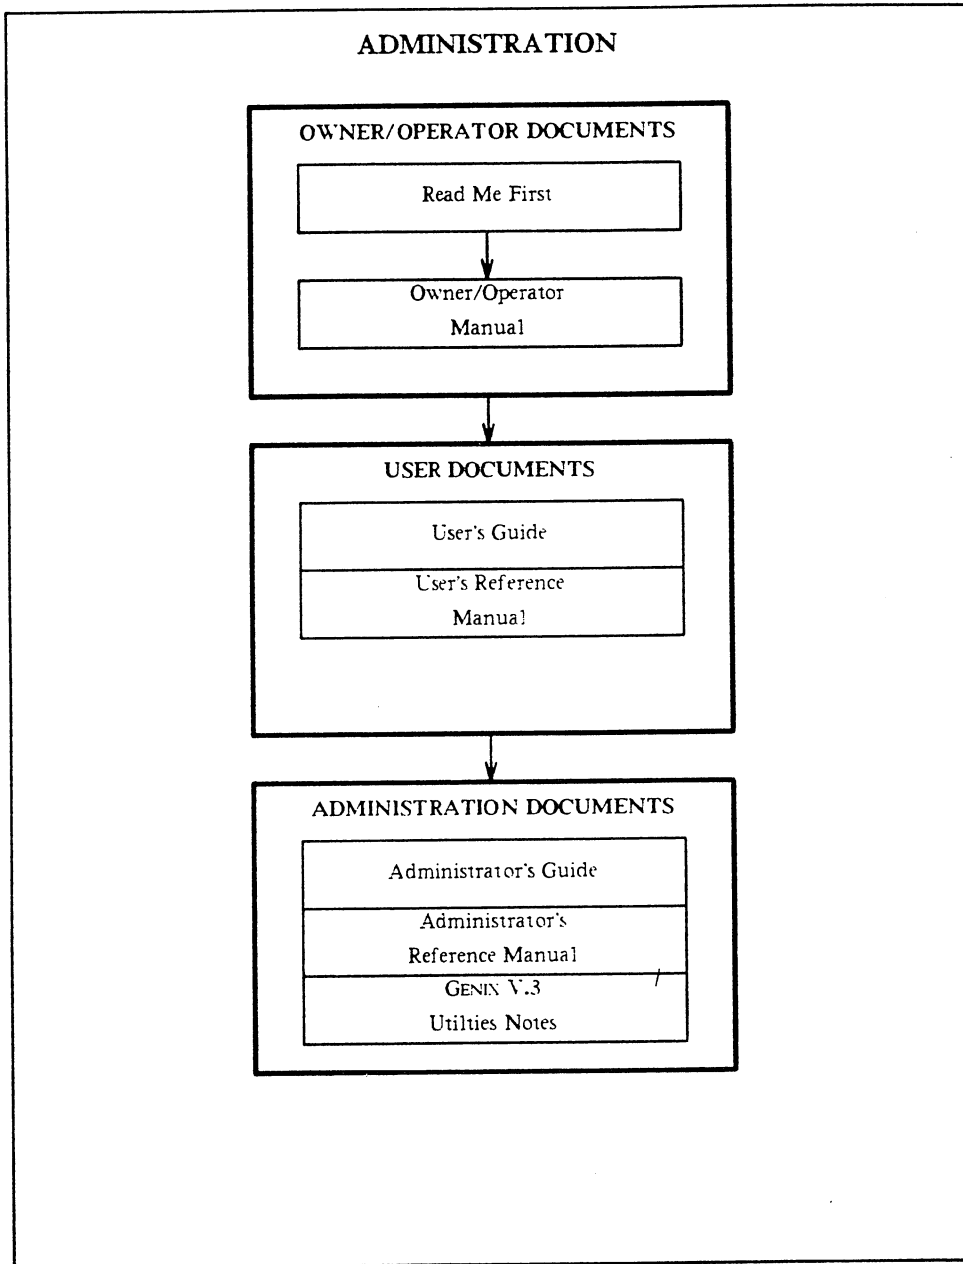 ADMINISTRATION
OWNER/OPERATOR DOCUMENTS
Read Me First
Owner/Operator
Manual
USER DOCUMENTS
User's Guide
User's Reference
Manual
ADMINISTRATION DOCUMENTS
Administrator's Guide
Administrator's
Reference Manual
GENIX V.3
Utilties Notes